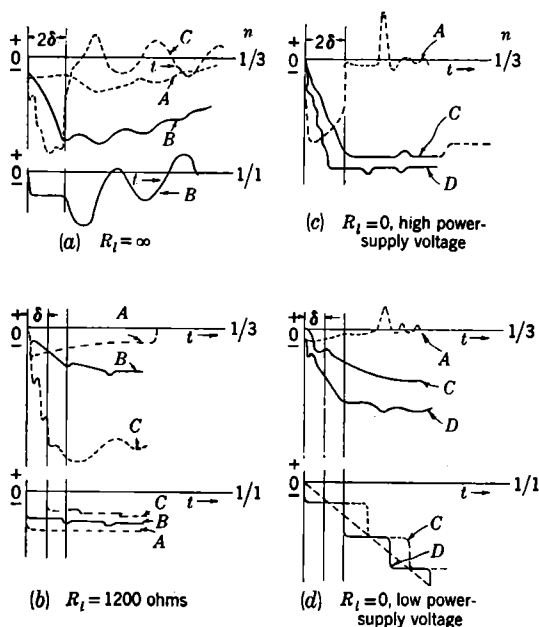 +
0
−
2δ
n
1/3
C
t →
A
B
+
0
−
t →
1/1
B
(a) R_l = ∞
+
0
−
2δ
n
A
1/3
t →
C
D
(c) R_l = 0, high power-
supply voltage
+
0
−
δ
A
t →
1/3
B
C
+
0
−
t →
1/1
C
B
A
(b) R_l = 1200 ohms
+
0
−
δ
t →
1/3
A
C
D
+
0
−
t →
1/1
C
D
(d) R_l = 0, low power-
supply voltage